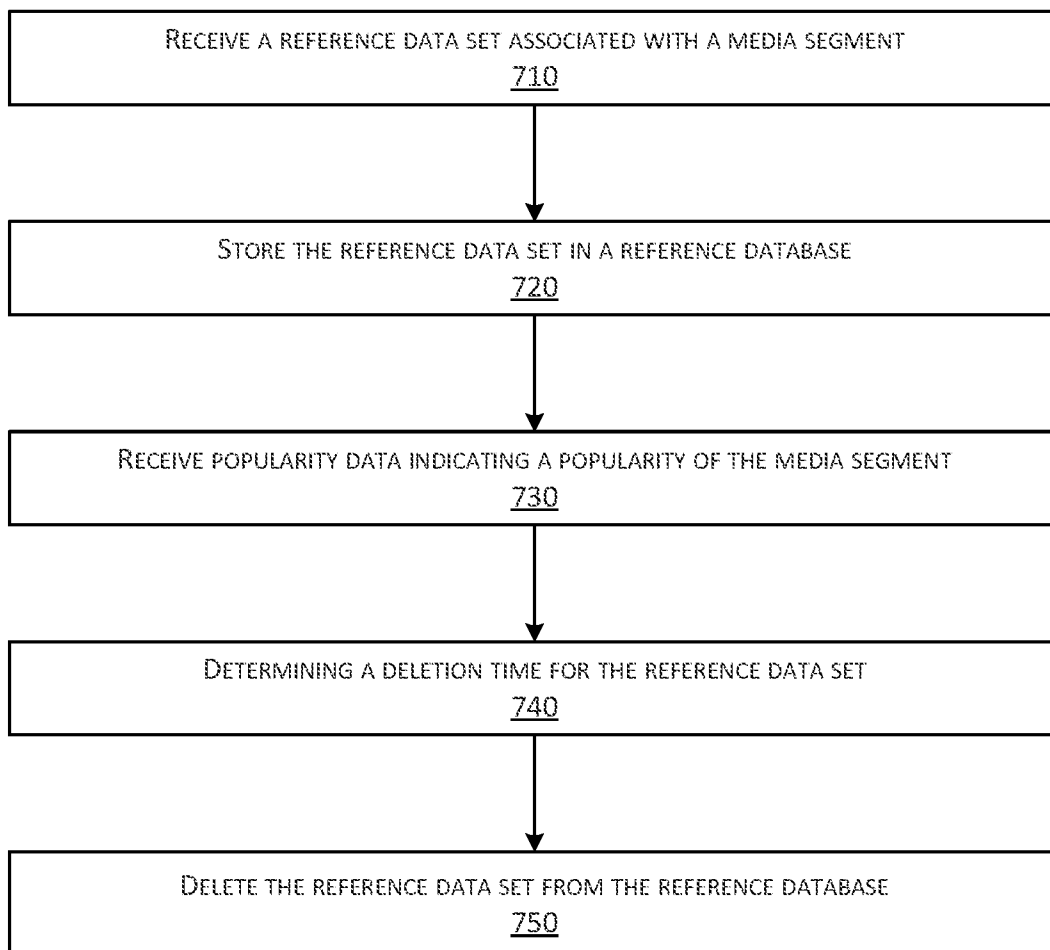 RECEIVE A REFERENCE DATA SET ASSOCIATED WITH A MEDIA SEGMENT
710
STORE THE REFERENCE DATA SET IN A REFERENCE DATABASE
720
RECEIVE POPULARITY DATA INDICATING A POPULARITY OF THE MEDIA SEGMENT
730
DETERMINING A DELETION TIME FOR THE REFERENCE DATA SET
740
DELETE THE REFERENCE DATA SET FROM THE REFERENCE DATABASE
750